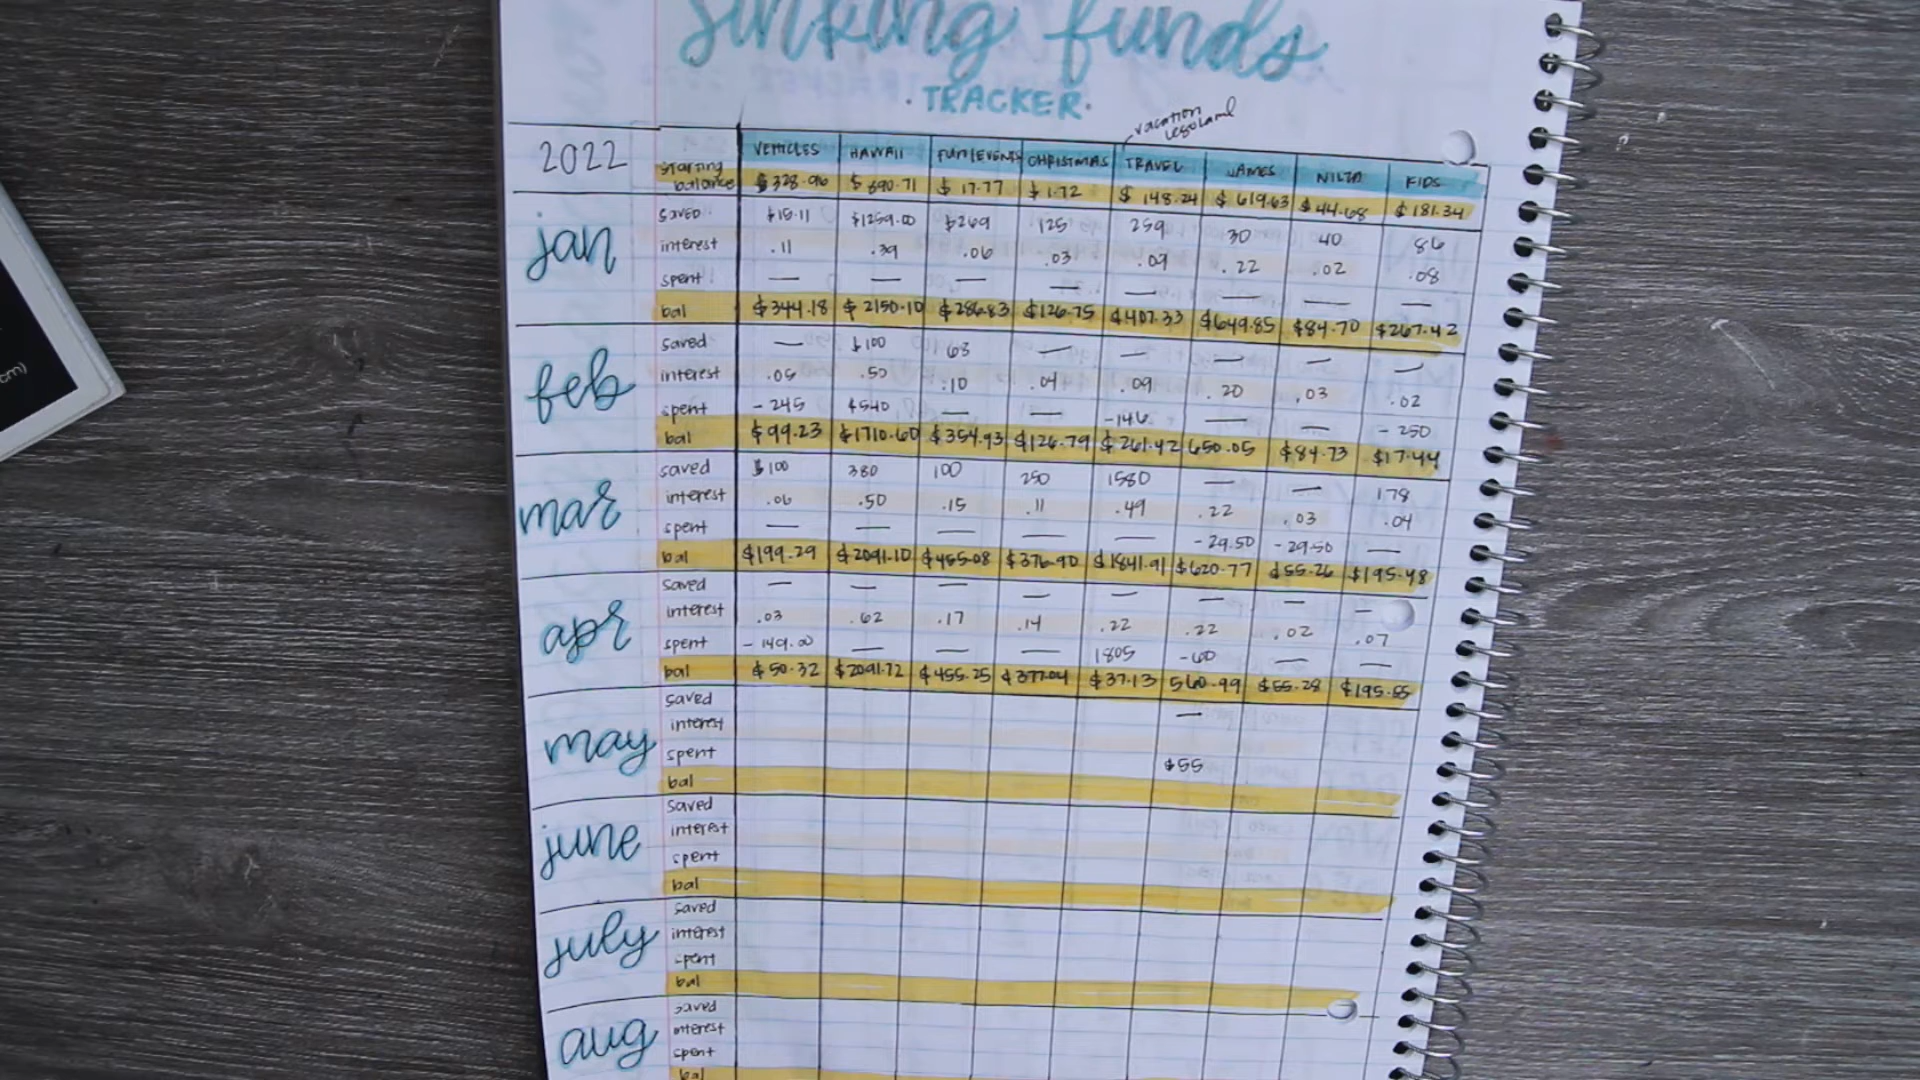 sinking funds
· TRACKER ·
vacation
Legoland
2022 VEHICLES HAWAII FUN/EVENTS CHRISTMAS TRAVEL JAMES KIDS
starting balance $328.96 $890.71 $17.77 $1.72 $148.24 $619.63 $44.68 $181.34
jan
saved $15.11 $1259.00 $269 125 259 30 40 86
interest .11 .39 .06 .03 .09 .22 .02 .08
spent — — — — — — — —
bal $344.18 $2150.10 $286.83 $126.75 $407.33 $649.85 $84.70 $267.42
feb
saved — $100 68 — — — — —
interest .05 .50 .10 .04 .09 .20 .03 .02
spent -245 $540 — — -146 — — -250
bal $99.23 $1710.60 $354.93 $126.79 $261.42 650.05 $84.73 $17.44
mar
saved $100 380 100 250 1580 — — 178
interest .06 .50 .15 .11 .49 .22 .03 .04
spent — — — — — -29.50 -29.50 —
bal $199.29 $2091.10 $455.08 $376.90 $1841.91 $620.77 $55.26 $195.48
apr
saved — — — — — — — —
interest .03 .62 .17 .14 .22 .22 .02 .07
spent -149.00 — — — 1805 -60 — —
bal $50.32 $2091.72 $455.25 $377.04 $37.13 560.99 $55.28 $195.55
may
saved —
interest
spent $55
bal
june
saved
interest
spent
bal
july
saved
interest
spent
bal
aug
saved
interest
spent
bal
om)